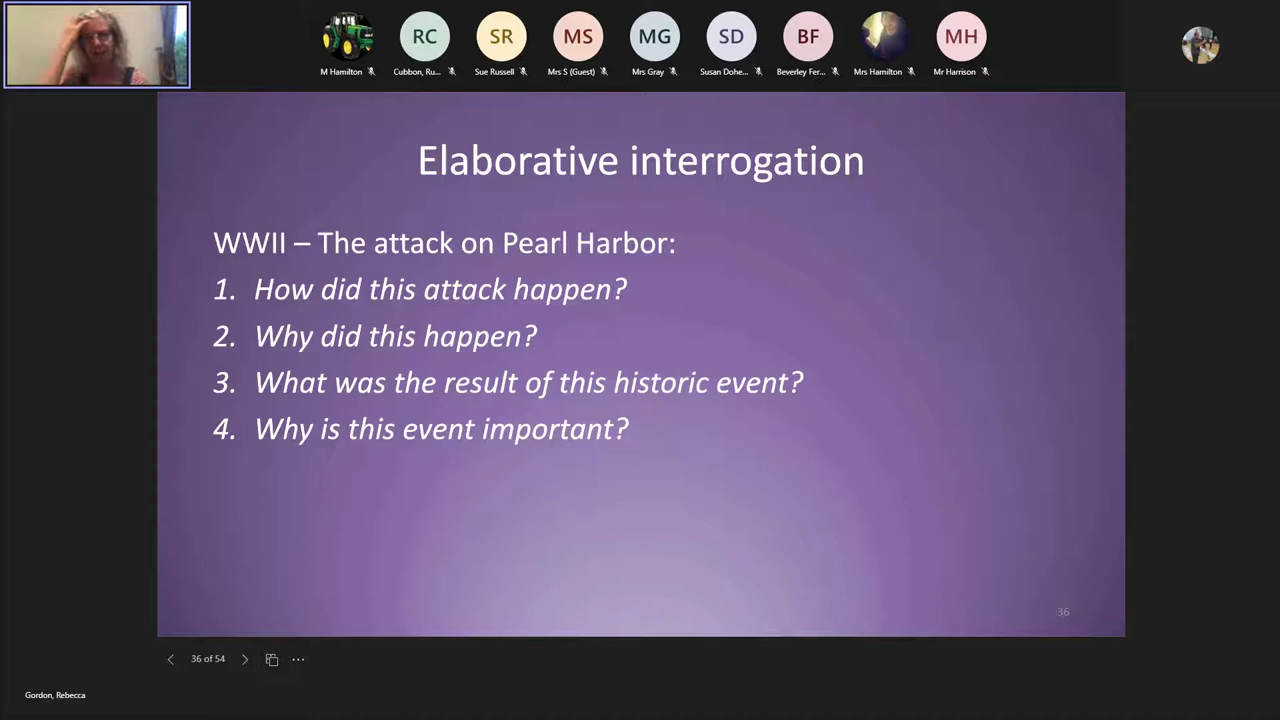 RC
SR
MS
MG
SD
BF
MH
M Hamilton
Cubbon, Ru...
Sue Russell
Mrs S (Guest)
Mrs Gray
Susan Dohe...
Beverley Fer...
Mrs Hamilton
Mr Harrison
Elaborative interrogation
WWII – The attack on Pearl Harbor:
1. How did this attack happen?
2. Why did this happen?
3. What was the result of this historic event?
4. Why is this event important?
36
36 of 54
Gordon, Rebecca